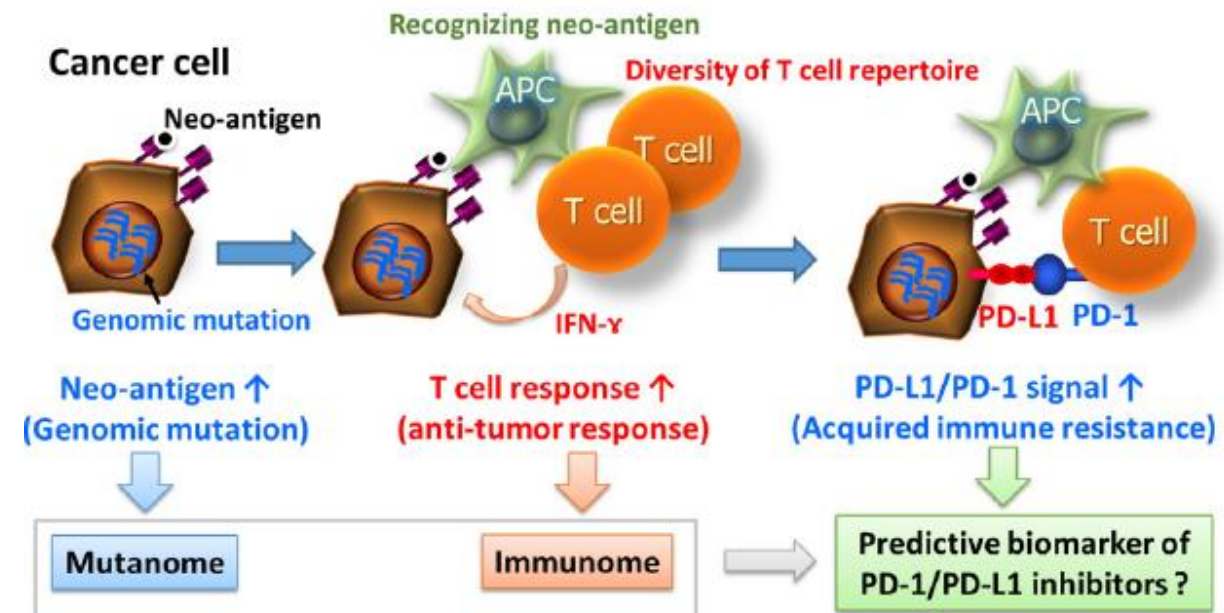 Recognizing neo-antigen
Cancer cell
APC
Diversity of T cell repertoire
APC
Neo-antigen
T cell
T cell
T cell
Genomic mutation
IFN-ɤ
PD-L1 PD-1
Neo-antigen ↑
(Genomic mutation)
T cell response ↑
(anti-tumor response)
PD-L1/PD-1 signal ↑
(Acquired immune resistance)
Mutanome
Immunome
Predictive biomarker of
PD-1/PD-L1 inhibitors ?